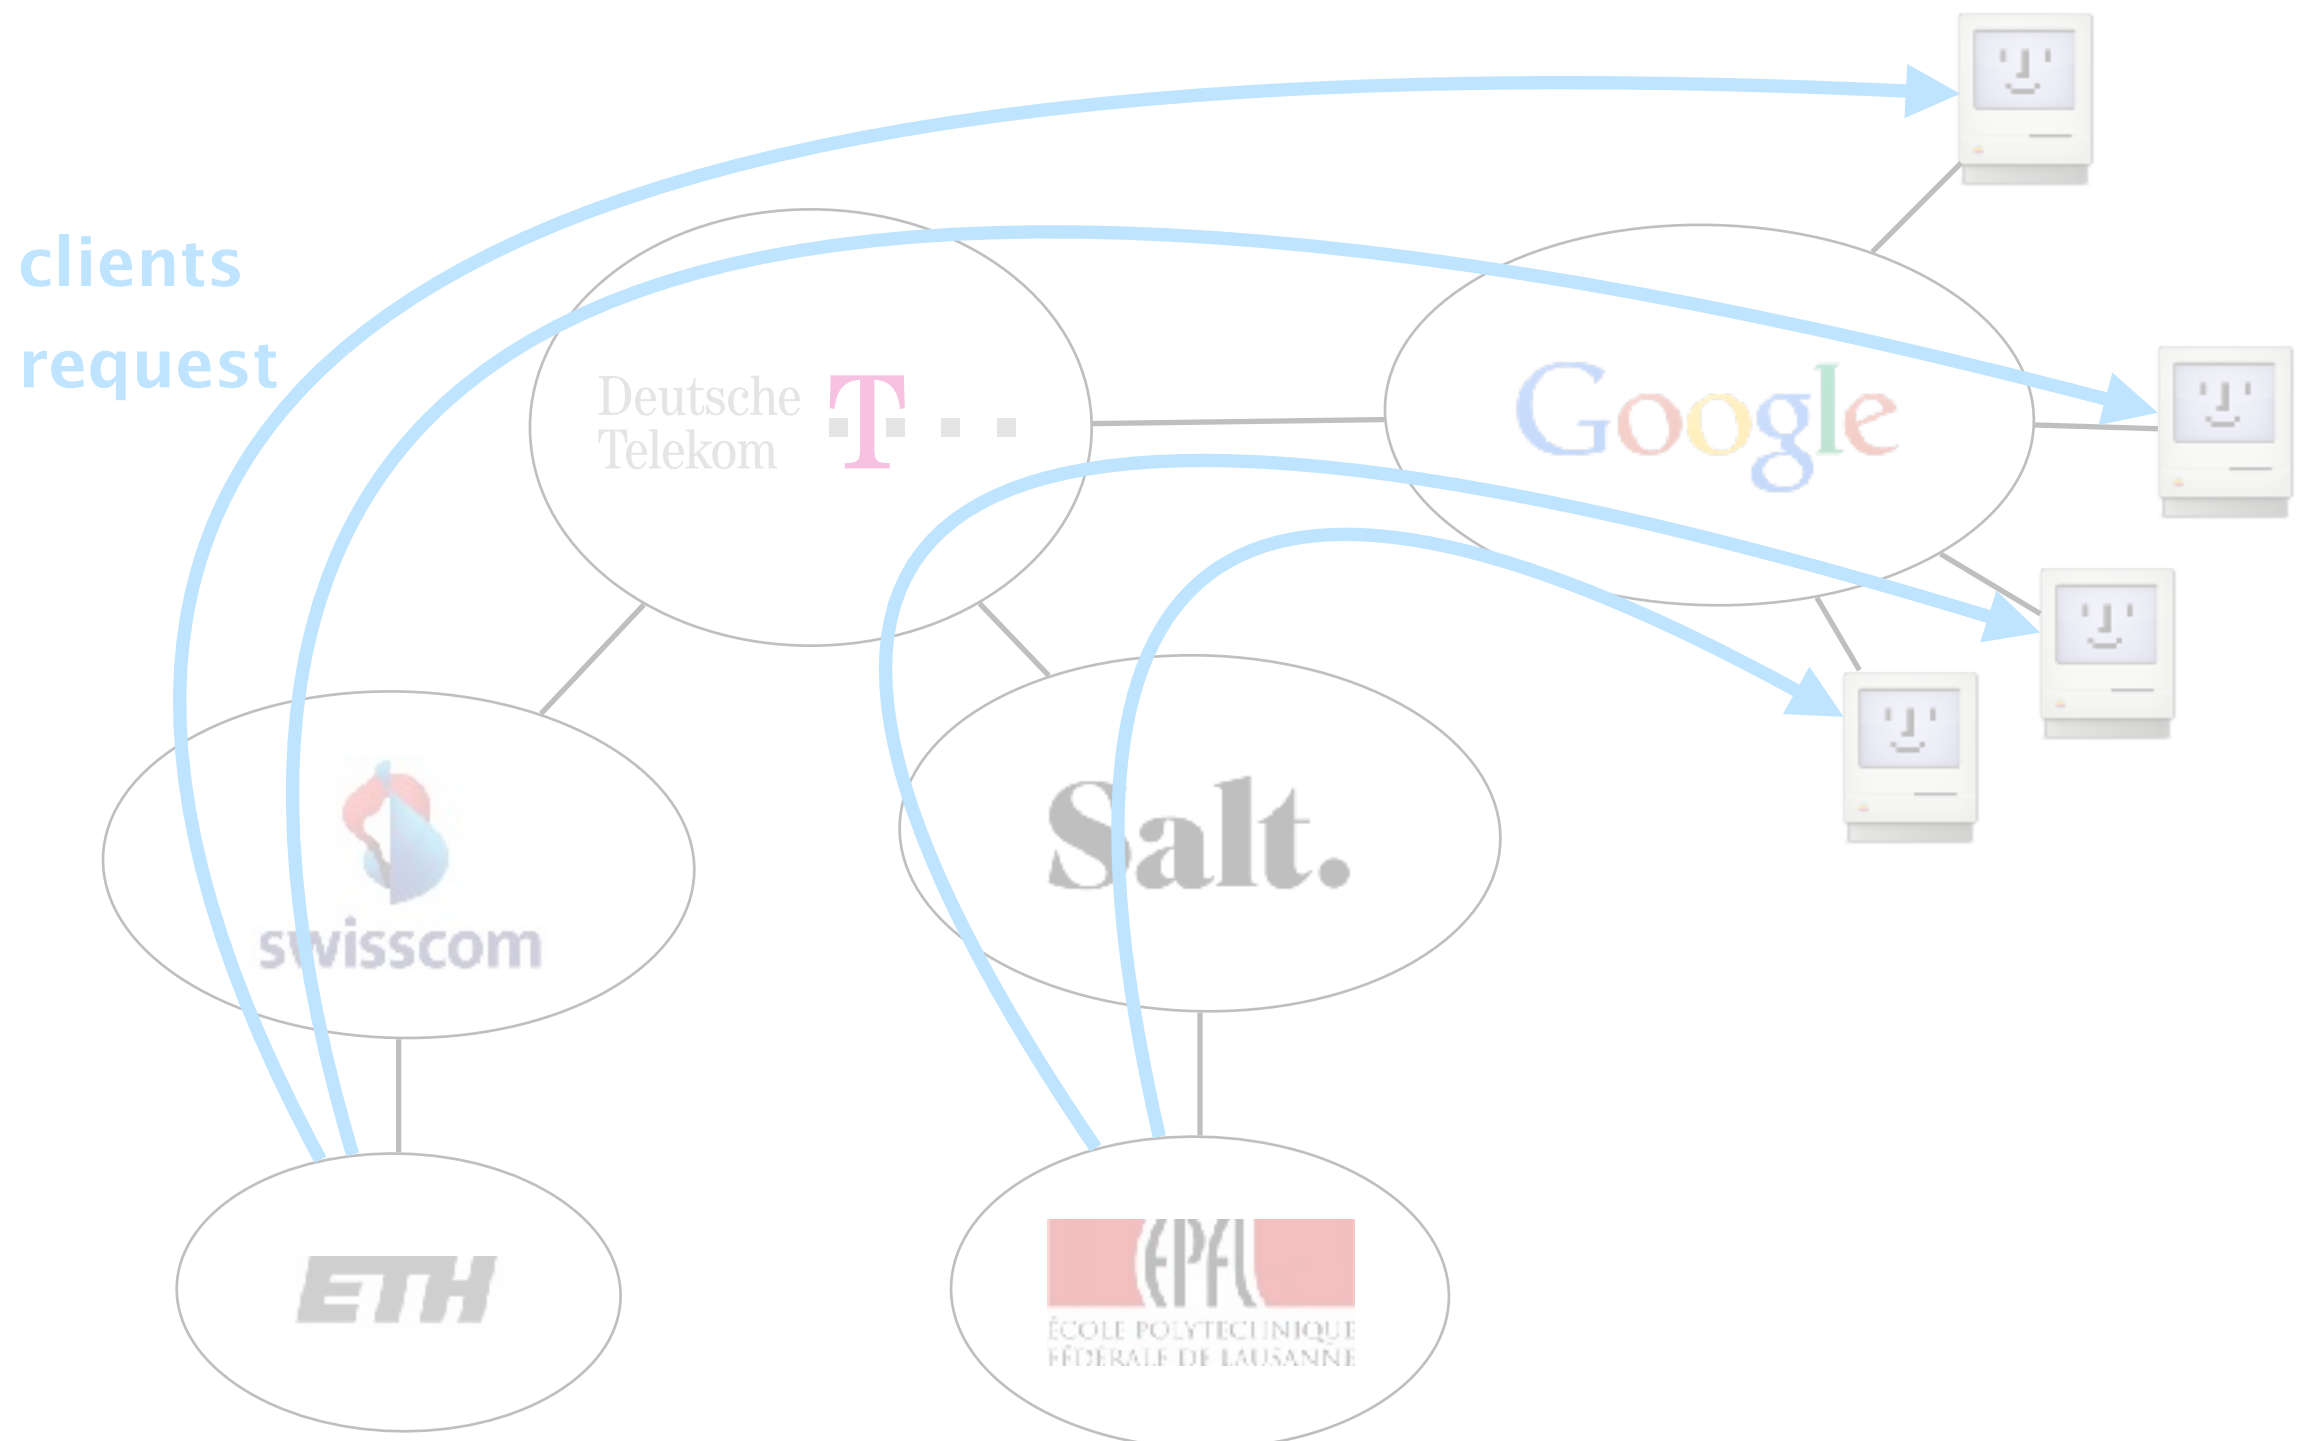 clients
request
Deutsche
Telekom
T
Google
swisscom
Salt.
ETH
EPFL
ÉCOLE POLYTECHNIQUE
FÉDÉRALE DE LAUSANNE